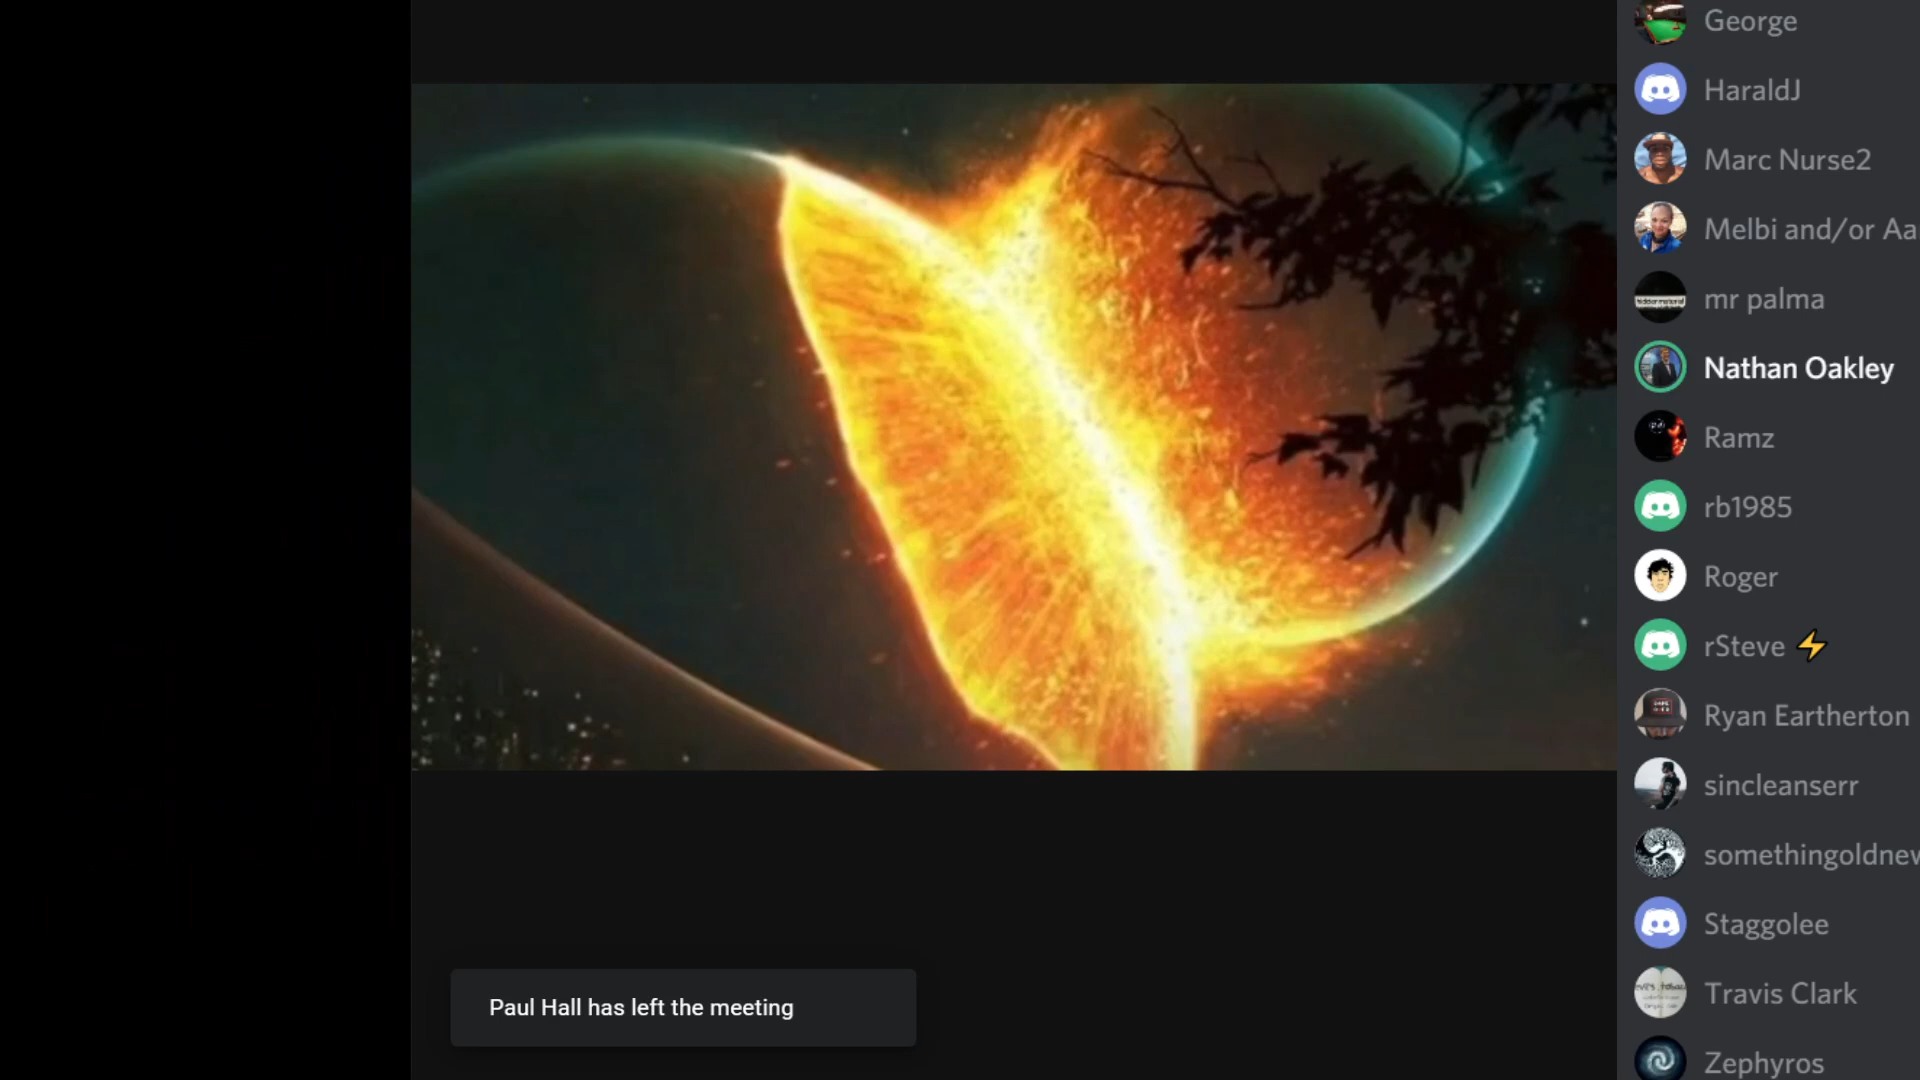 George
HaraldJ
Marc Nurse2
Melbi and/or Aa
mr palma
Nathan Oakley
Ramz
rb1985
Roger
rSteve ⚡
Ryan Eartherton
sincleanserr
somethingoldnew
Staggolee
Travis Clark
Zephyros
Paul Hall has left the meeting